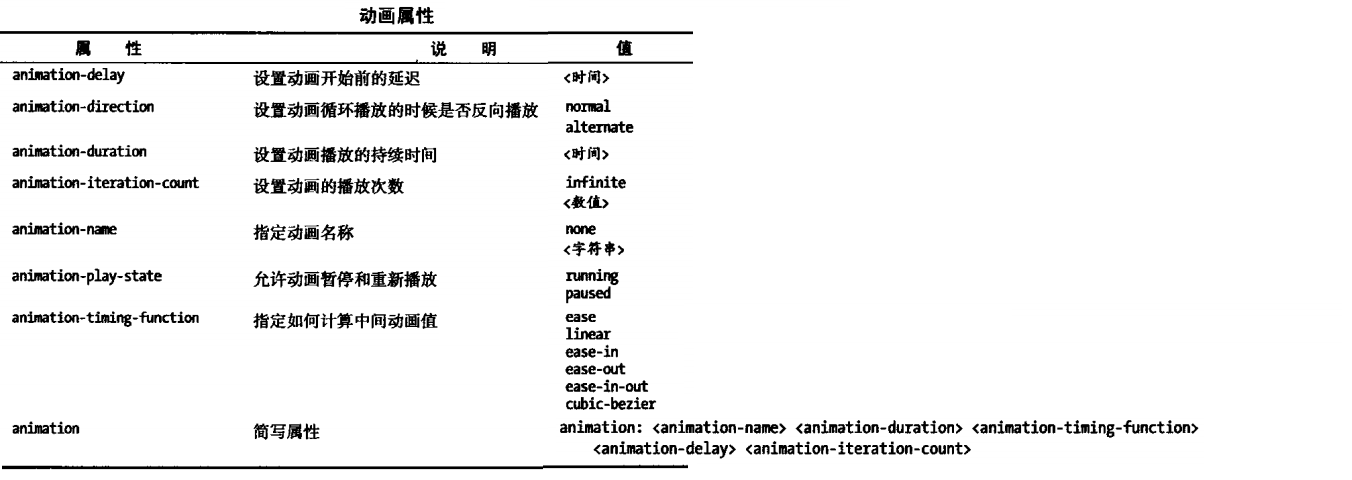 动画属性
属 性 说 明 值
animation-delay 设置动画开始前的延迟 <时间>
animation-direction 设置动画循环播放的时候是否反向播放 normal
alternate
animation-duration 设置动画播放的持续时间 <时间>
animation-iteration-count 设置动画的播放次数 infinite
<数值>
animation-name 指定动画名称 none
<字符串>
animation-play-state 允许动画暂停和重新播放 running
paused
animation-timing-function 指定如何计算中间动画值 ease
linear
ease-in
ease-out
ease-in-out
cubic-bezier
animation 简写属性 animation: <animation-name> <animation-duration> <animation-timing-function>
<animation-delay> <animation-iteration-count>